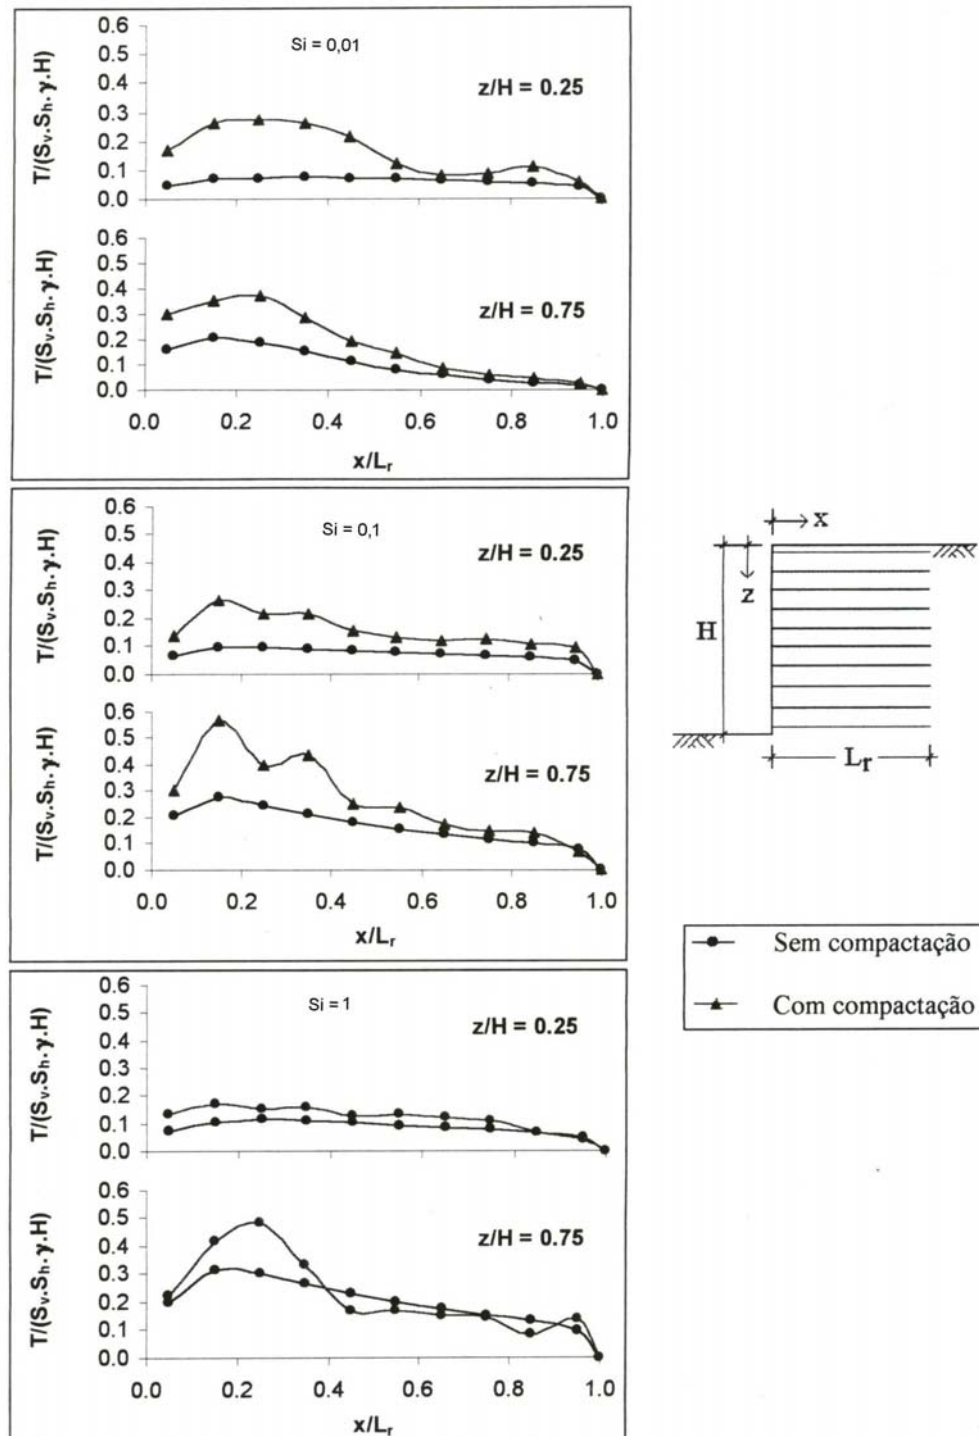 Si = 0,01
z/H = 0.25
T/(Sv.Sh.γ.H)
0.6
0.5
0.4
0.3
0.2
0.1
0.0
z/H = 0.75
T/(Sv.Sh.γ.H)
0.6
0.5
0.4
0.3
0.2
0.1
0.0
0.0 0.2 0.4 0.6 0.8 1.0
x/Lr
Si = 0,1
z/H = 0.25
T/(Sv.Sh.γ.H)
0.6
0.5
0.4
0.3
0.2
0.1
0.0
z/H = 0.75
T/(Sv.Sh.γ.H)
0.6
0.5
0.4
0.3
0.2
0.1
0.0
0.0 0.2 0.4 0.6 0.8 1.0
x/Lr
Si = 1
z/H = 0.25
T/(Sv.Sh.γ.H)
0.6
0.5
0.4
0.3
0.2
0.1
0.0
z/H = 0.75
T/(Sv.Sh.γ.H)
0.6
0.5
0.4
0.3
0.2
0.1
0.0
0.0 0.2 0.4 0.6 0.8 1.0
x/Lr
x
z
H
Lr
Sem compactação
Com compactação